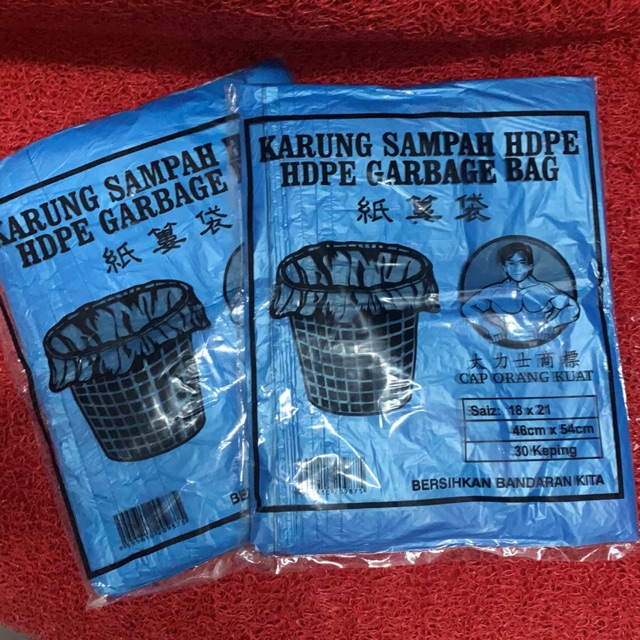 KARUNG SAMPAH H
HDPE GARBAGE
紙簍袋
BE
KARUNG SAMPAH HDPE
HDPE GARBAGE BAG
紙簍袋
大力士商標
CAP ORANG KUAT
Saiz: 18 x 21
46cm x 54cm
30 Keping
BERSIHKAN BANDARAN KITA